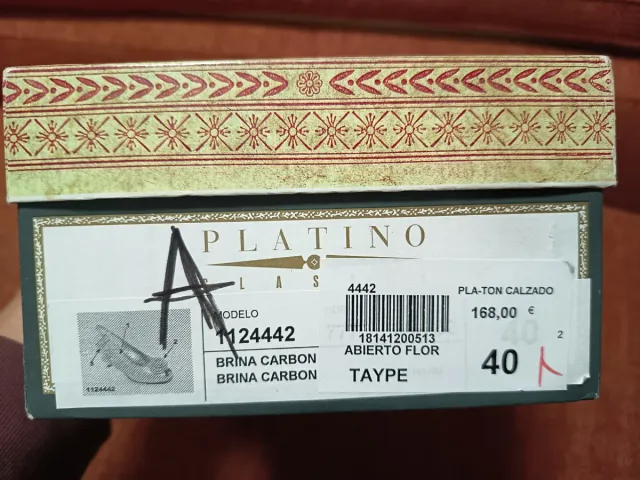 PLATINO
CLAS
A
MODELO
1124442
BRINA CARBON
BRINA CARBON
1124442
4442
18141200513
ABIERTO FLOR
TAYPE
PLA-TON CALZADO
168,00 €
2
40